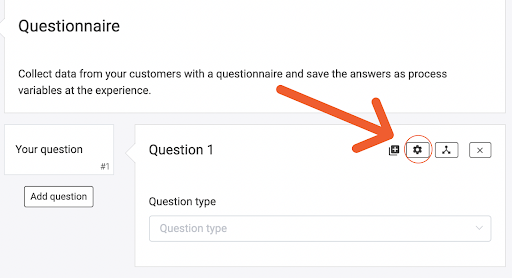 Questionnaire
Collect data from your customers with a questionnaire and save the answers as process
variables at the experience.
Your question
#1
Add question
Question 1
Question type
Question type